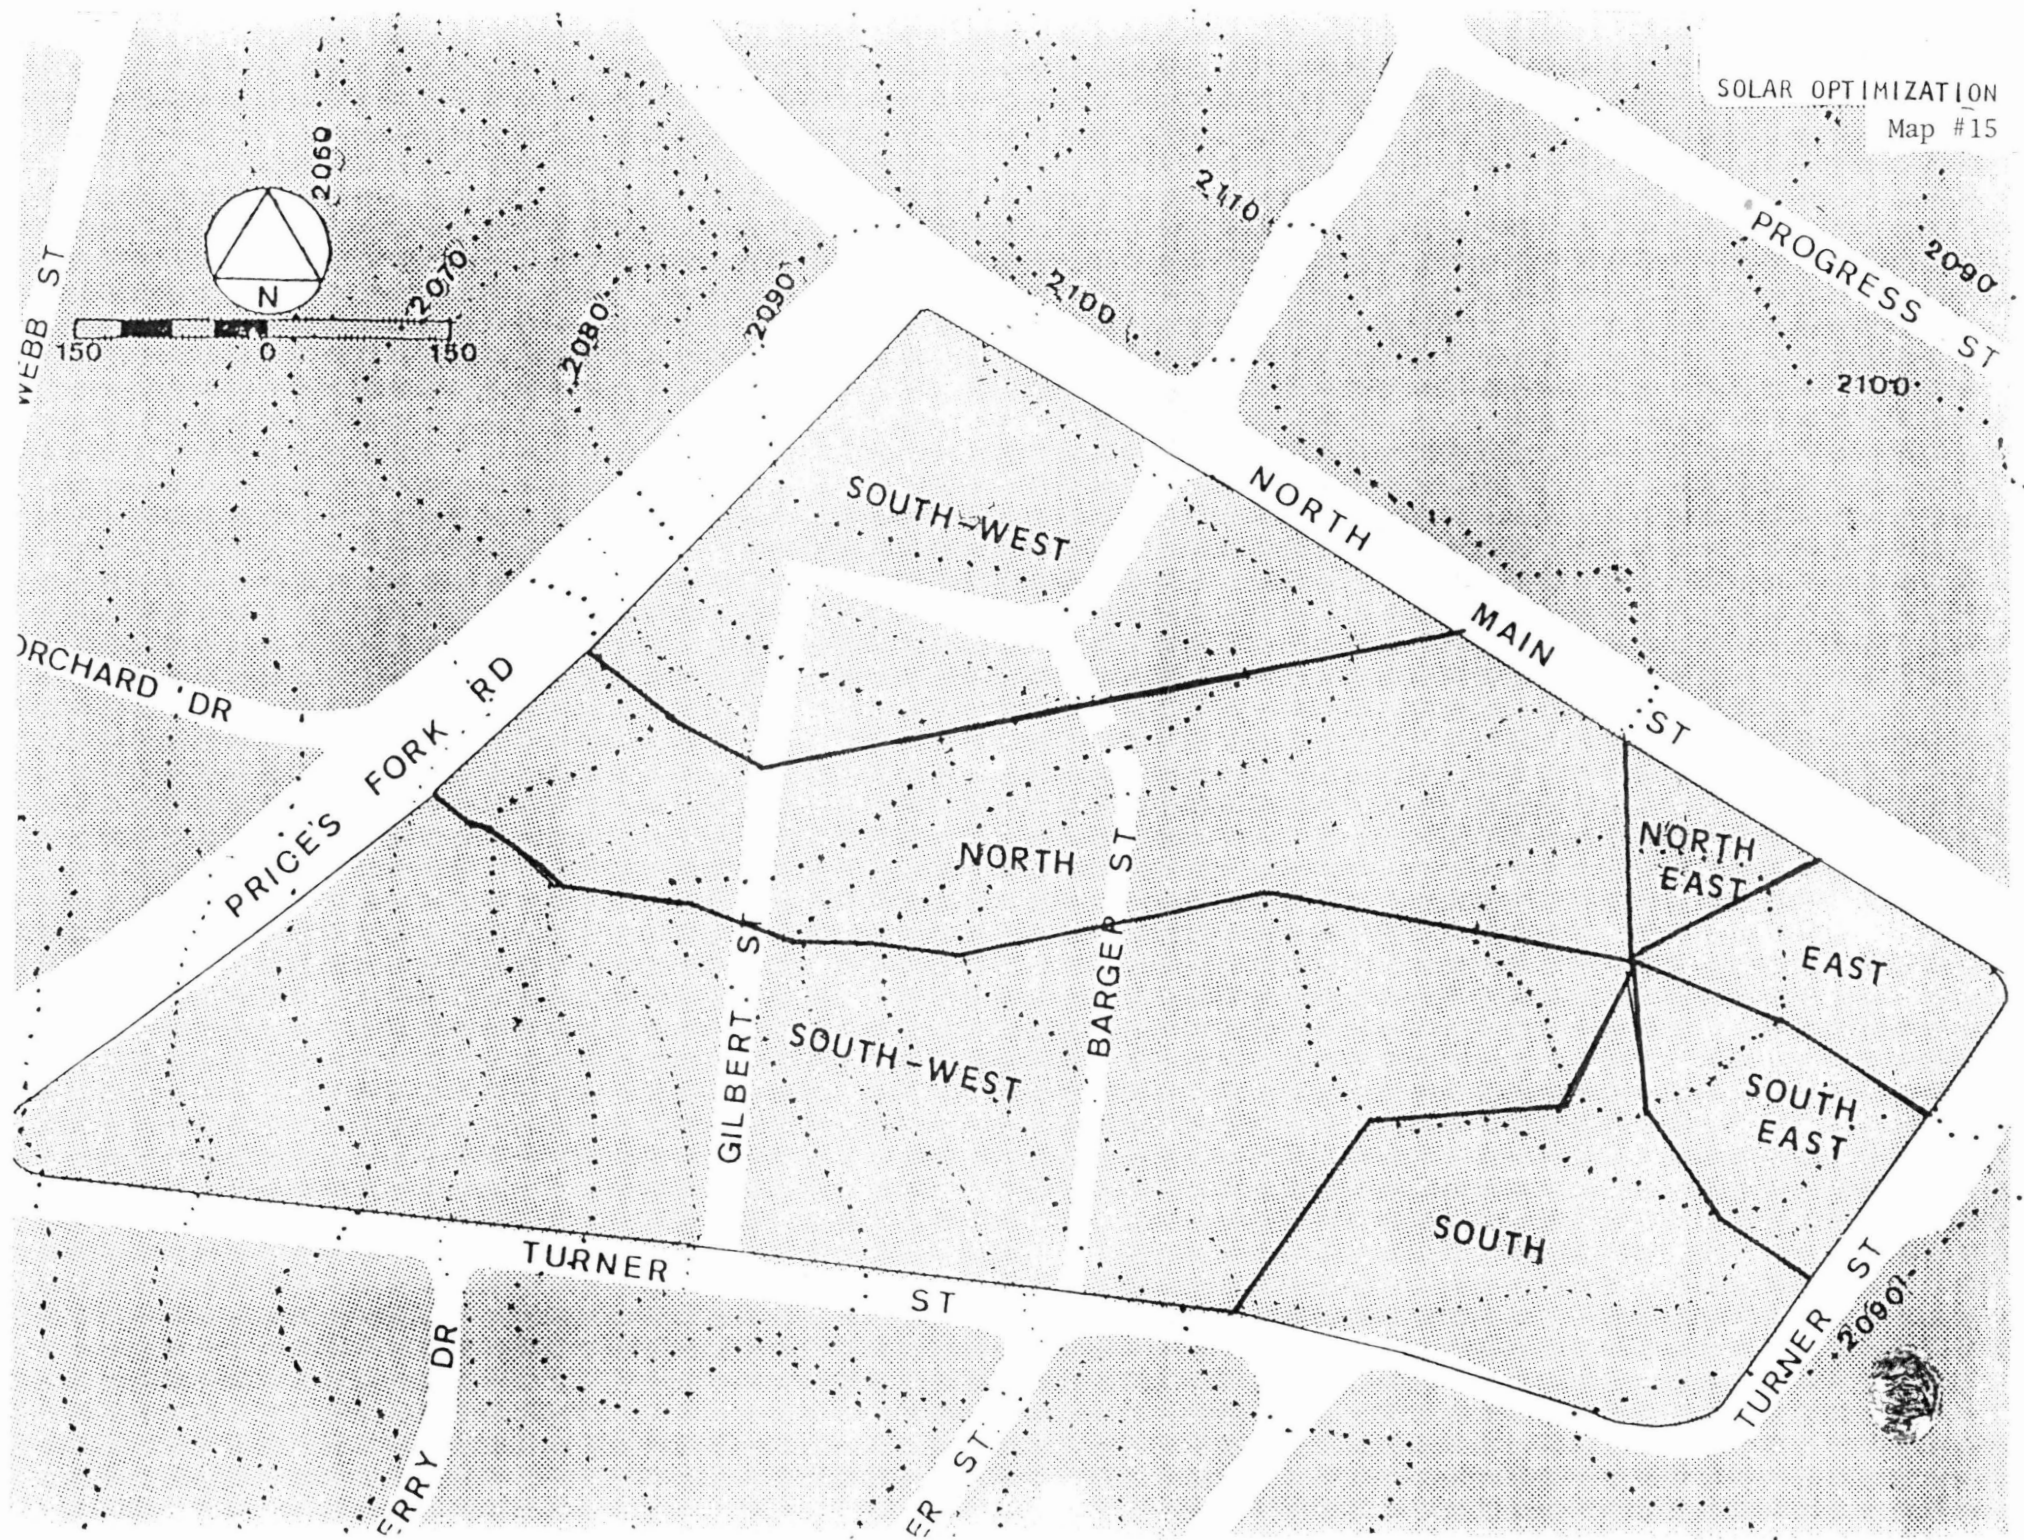 SOLAR OPTIMIZATION
Map #15
2060
N
150 0 150
2070
2080
2090
WEBB ST
2110
2100
PROGRESS ST
2090
2100
SOUTH-WEST
NORTH MAIN ST
ORCHARD DR
PRICE'S FORK RD
NORTH
NORTH
EAST
EAST
GILBERT ST
BARGER ST
SOUTH-WEST
SOUTH
EAST
SOUTH
TURNER ST
TURNER ST
2090
ERRY DR
ER ST